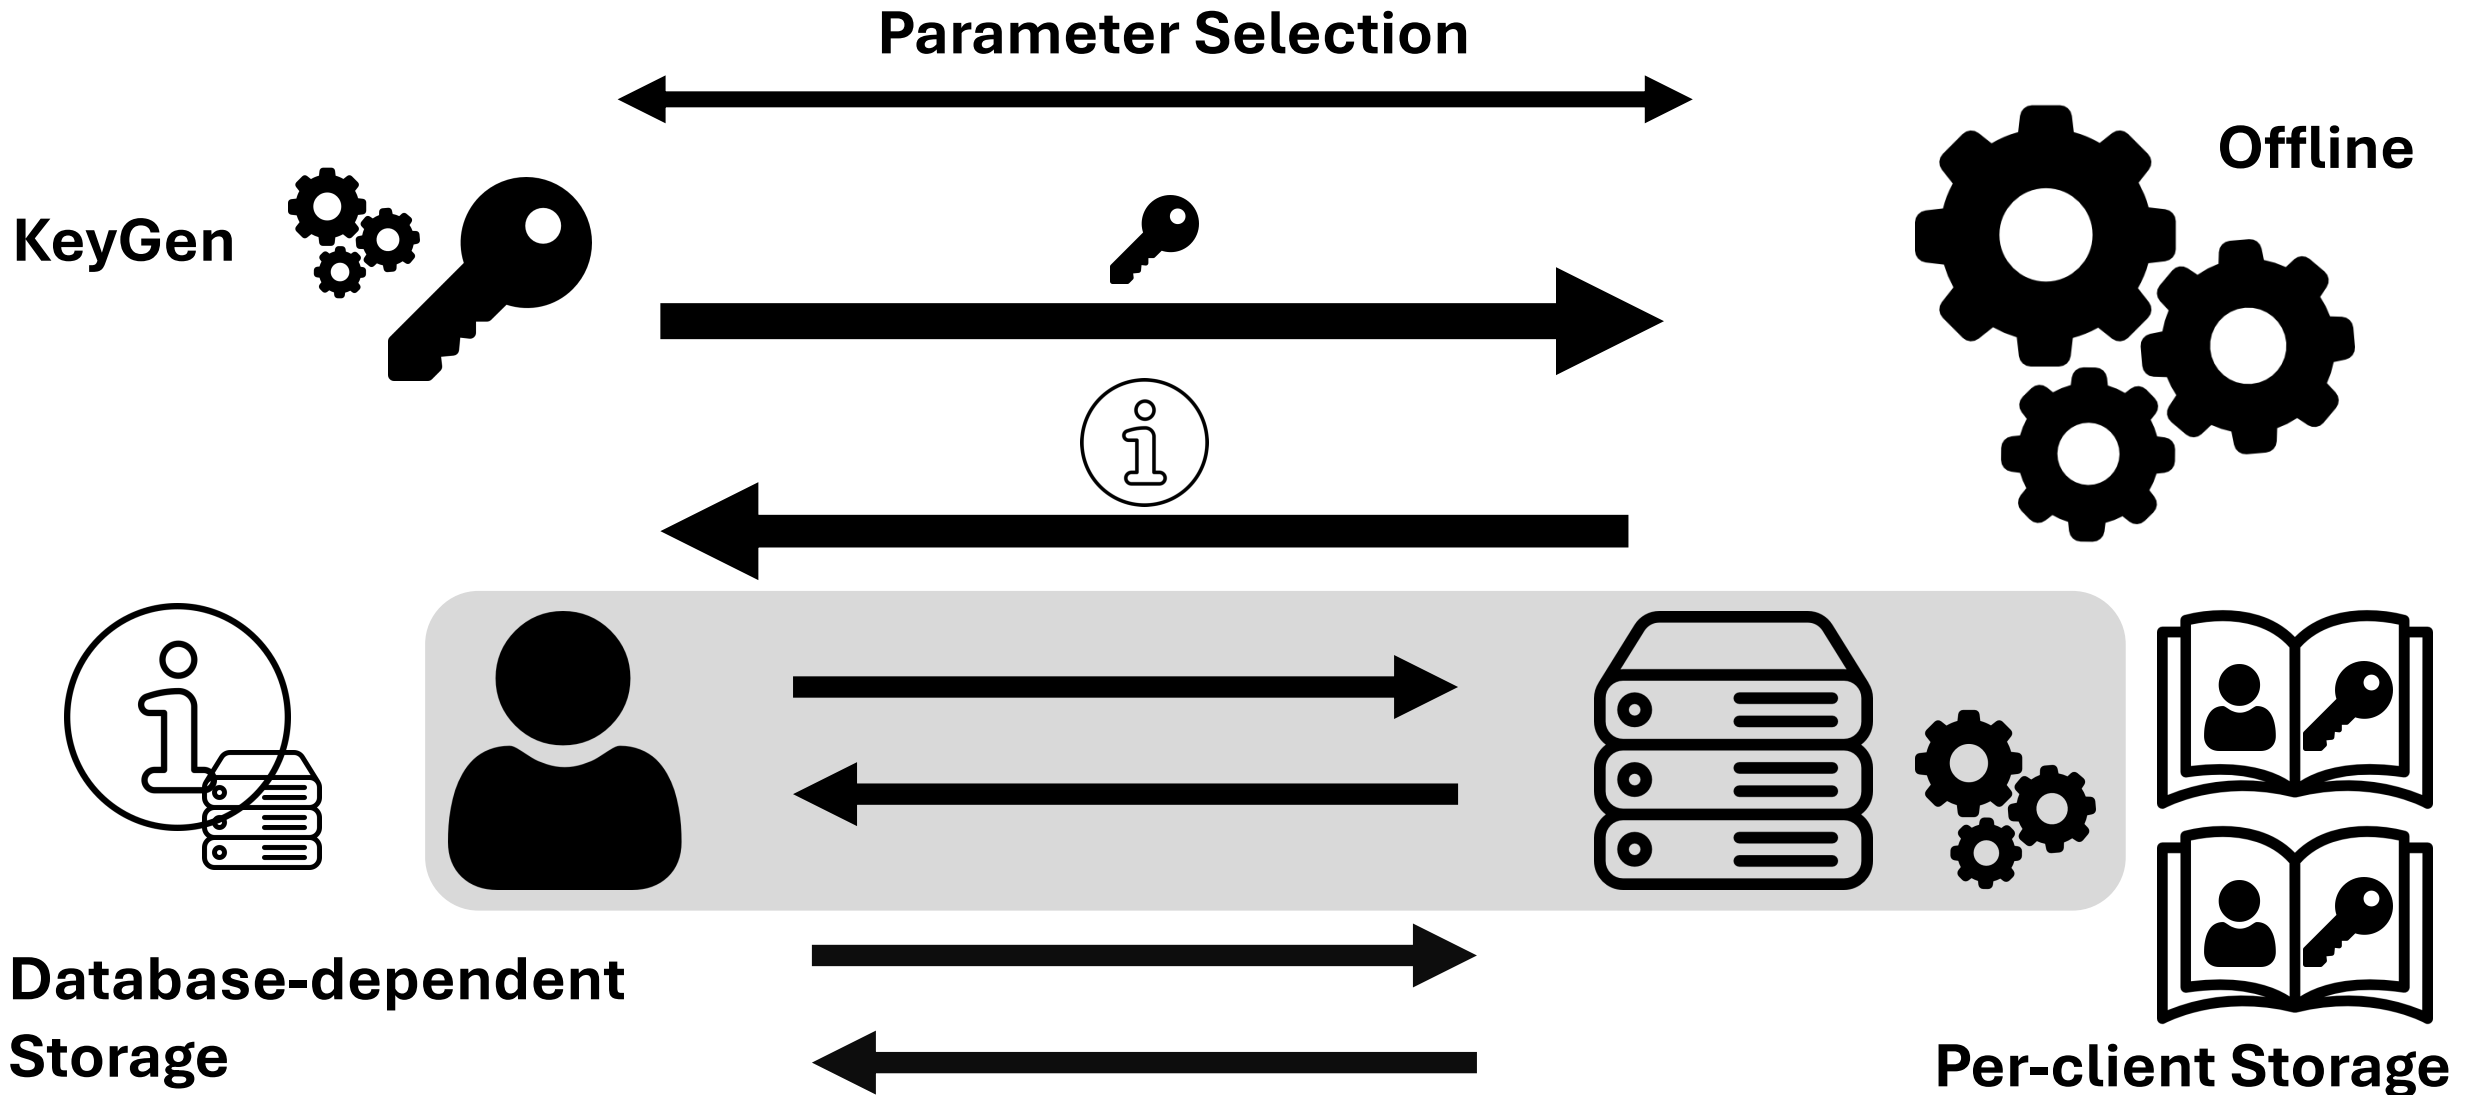 Parameter Selection
Offline
KeyGen
Database-dependent
Storage
Per-client Storage